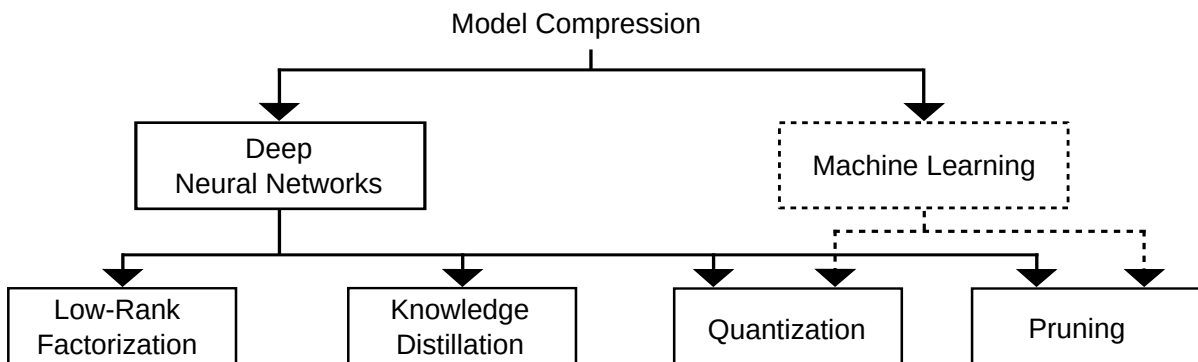 Model Compression
Deep
Neural Networks
Machine Learning
Low-Rank
Factorization
Knowledge
Distillation
Quantization
Pruning